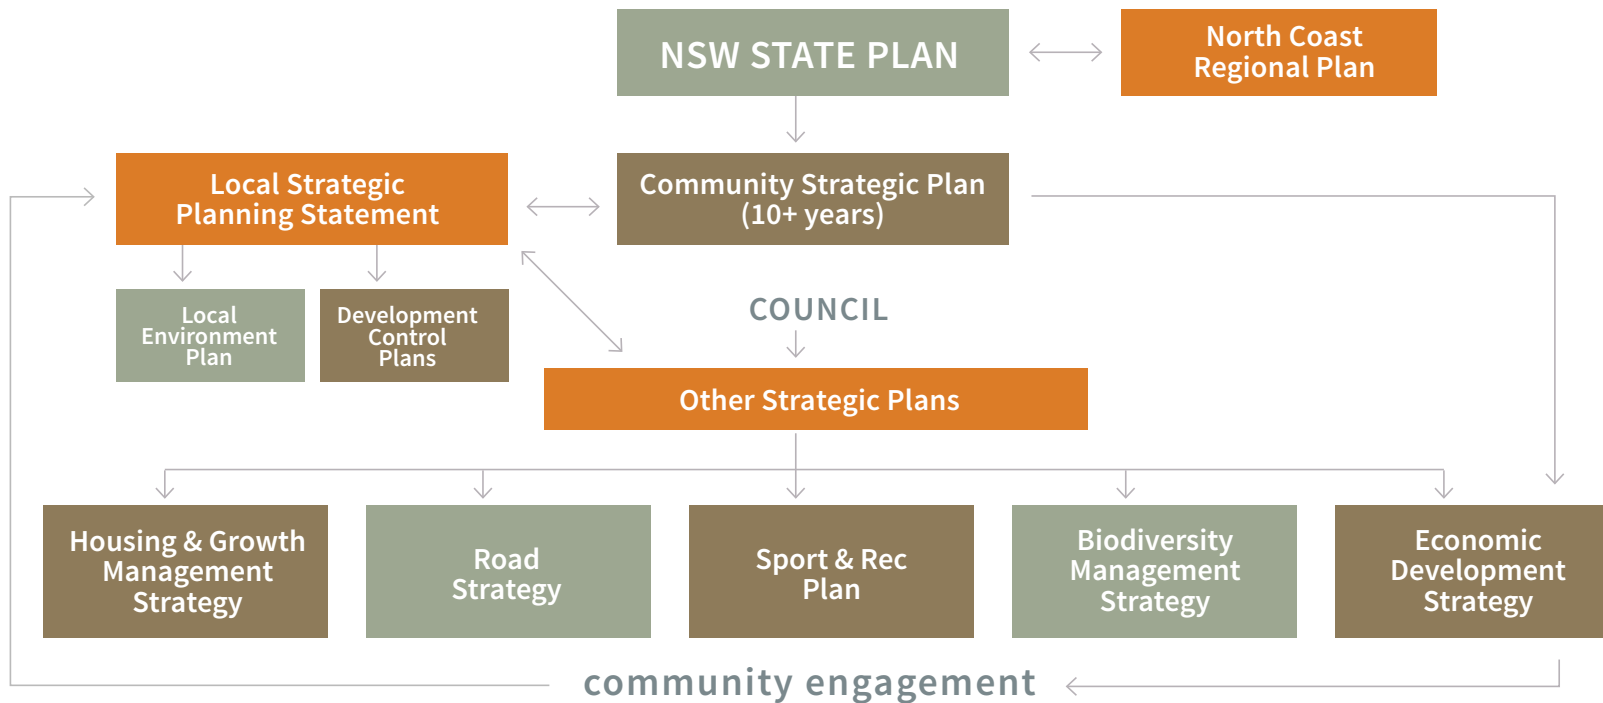 NSW STATE PLAN
North Coast
Regional Plan
Local Strategic
Planning Statement
Community Strategic Plan
(10+ years)
Local
Environment
Plan
Development
Control
Plans
COUNCIL
Other Strategic Plans
Housing & Growth
Management
Strategy
Road
Strategy
Sport & Rec
Plan
Biodiversity
Management
Strategy
Economic
Development
Strategy
community engagement